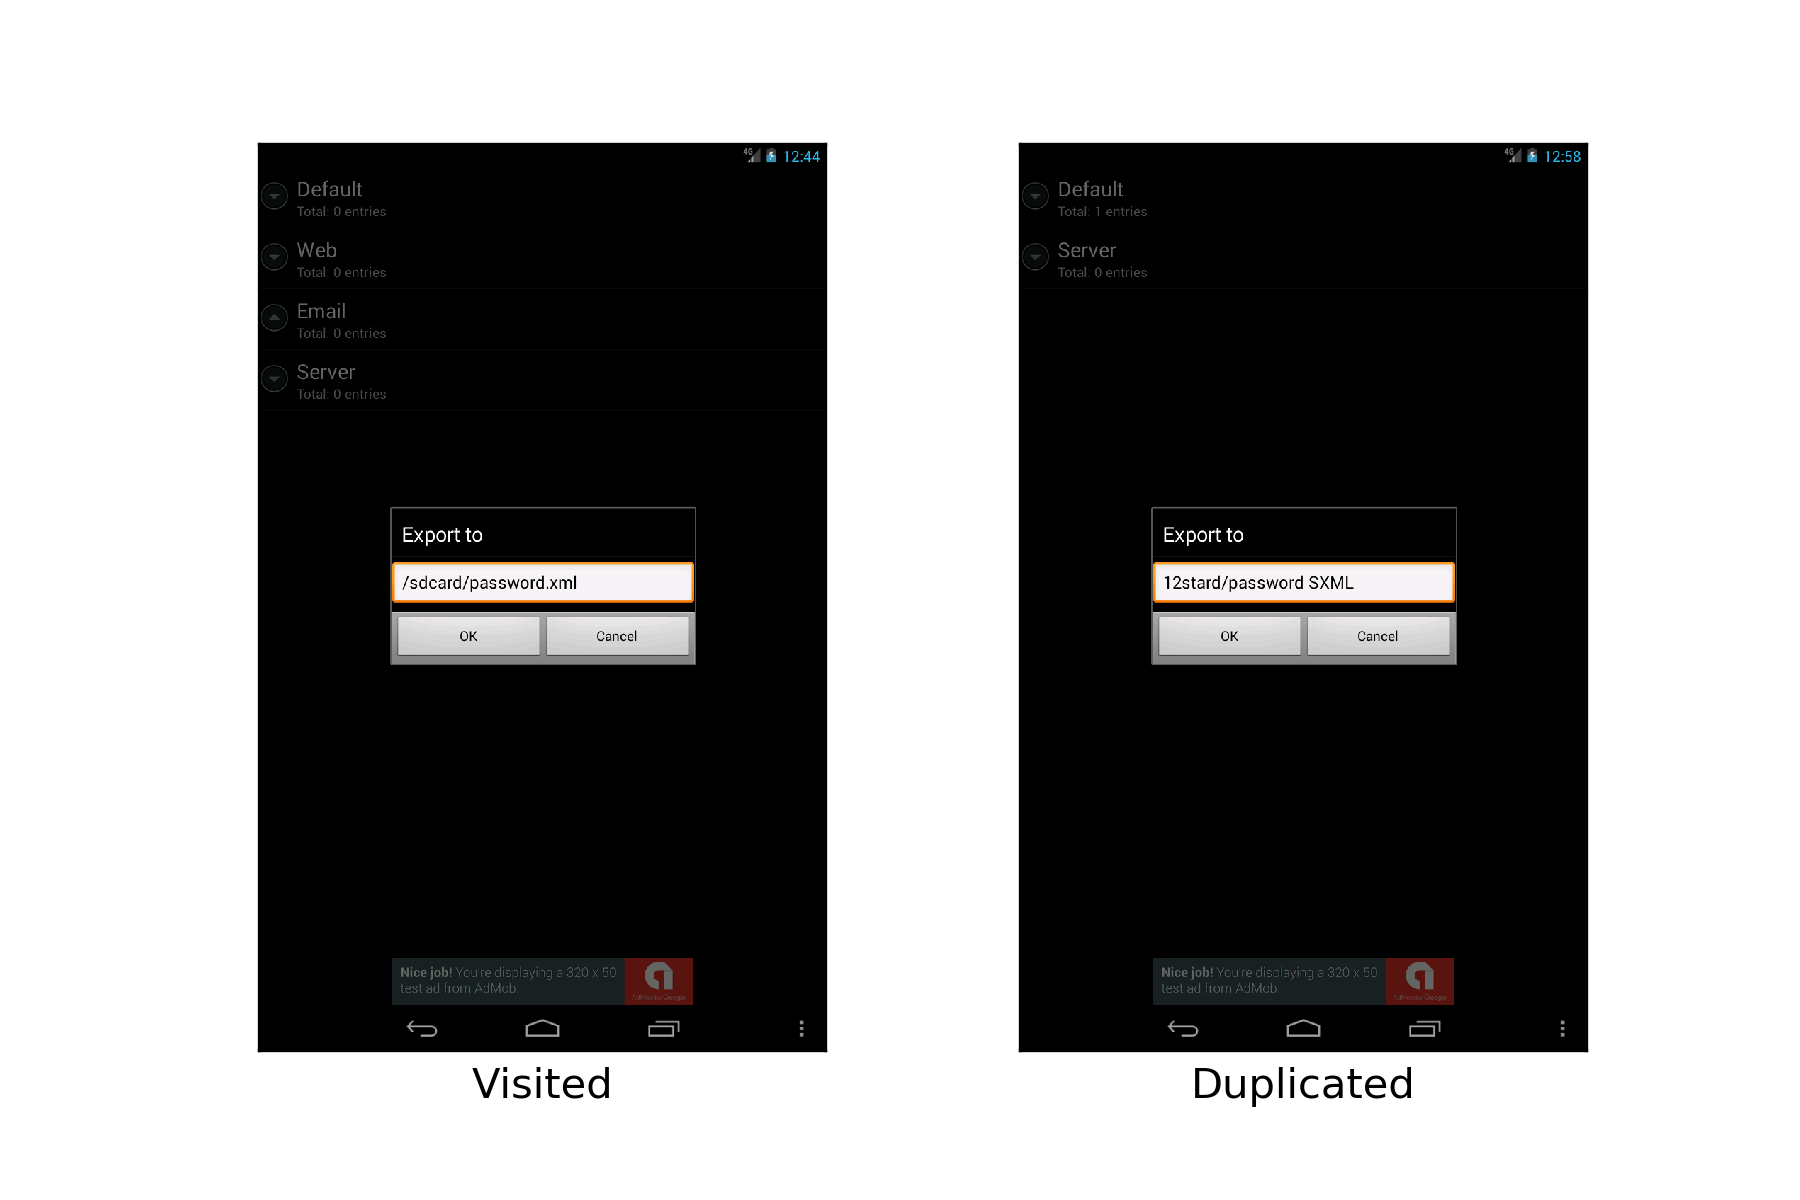 4G 12:44
Default
Total: 0 entries
Web
Total: 0 entries
Email
Total: 0 entries
Server
Total: 0 entries
Export to
/sdcard/password.xml
OK Cancel
Nice job! You're displaying a 320 x 50
test ad from AdMob.
AdMob by Google
Visited
4G 12:58
Default
Total: 1 entries
Server
Total: 0 entries
Export to
12stard/password SXML
OK Cancel
Nice job! You're displaying a 320 x 50
test ad from AdMob.
AdMob by Google
Duplicated